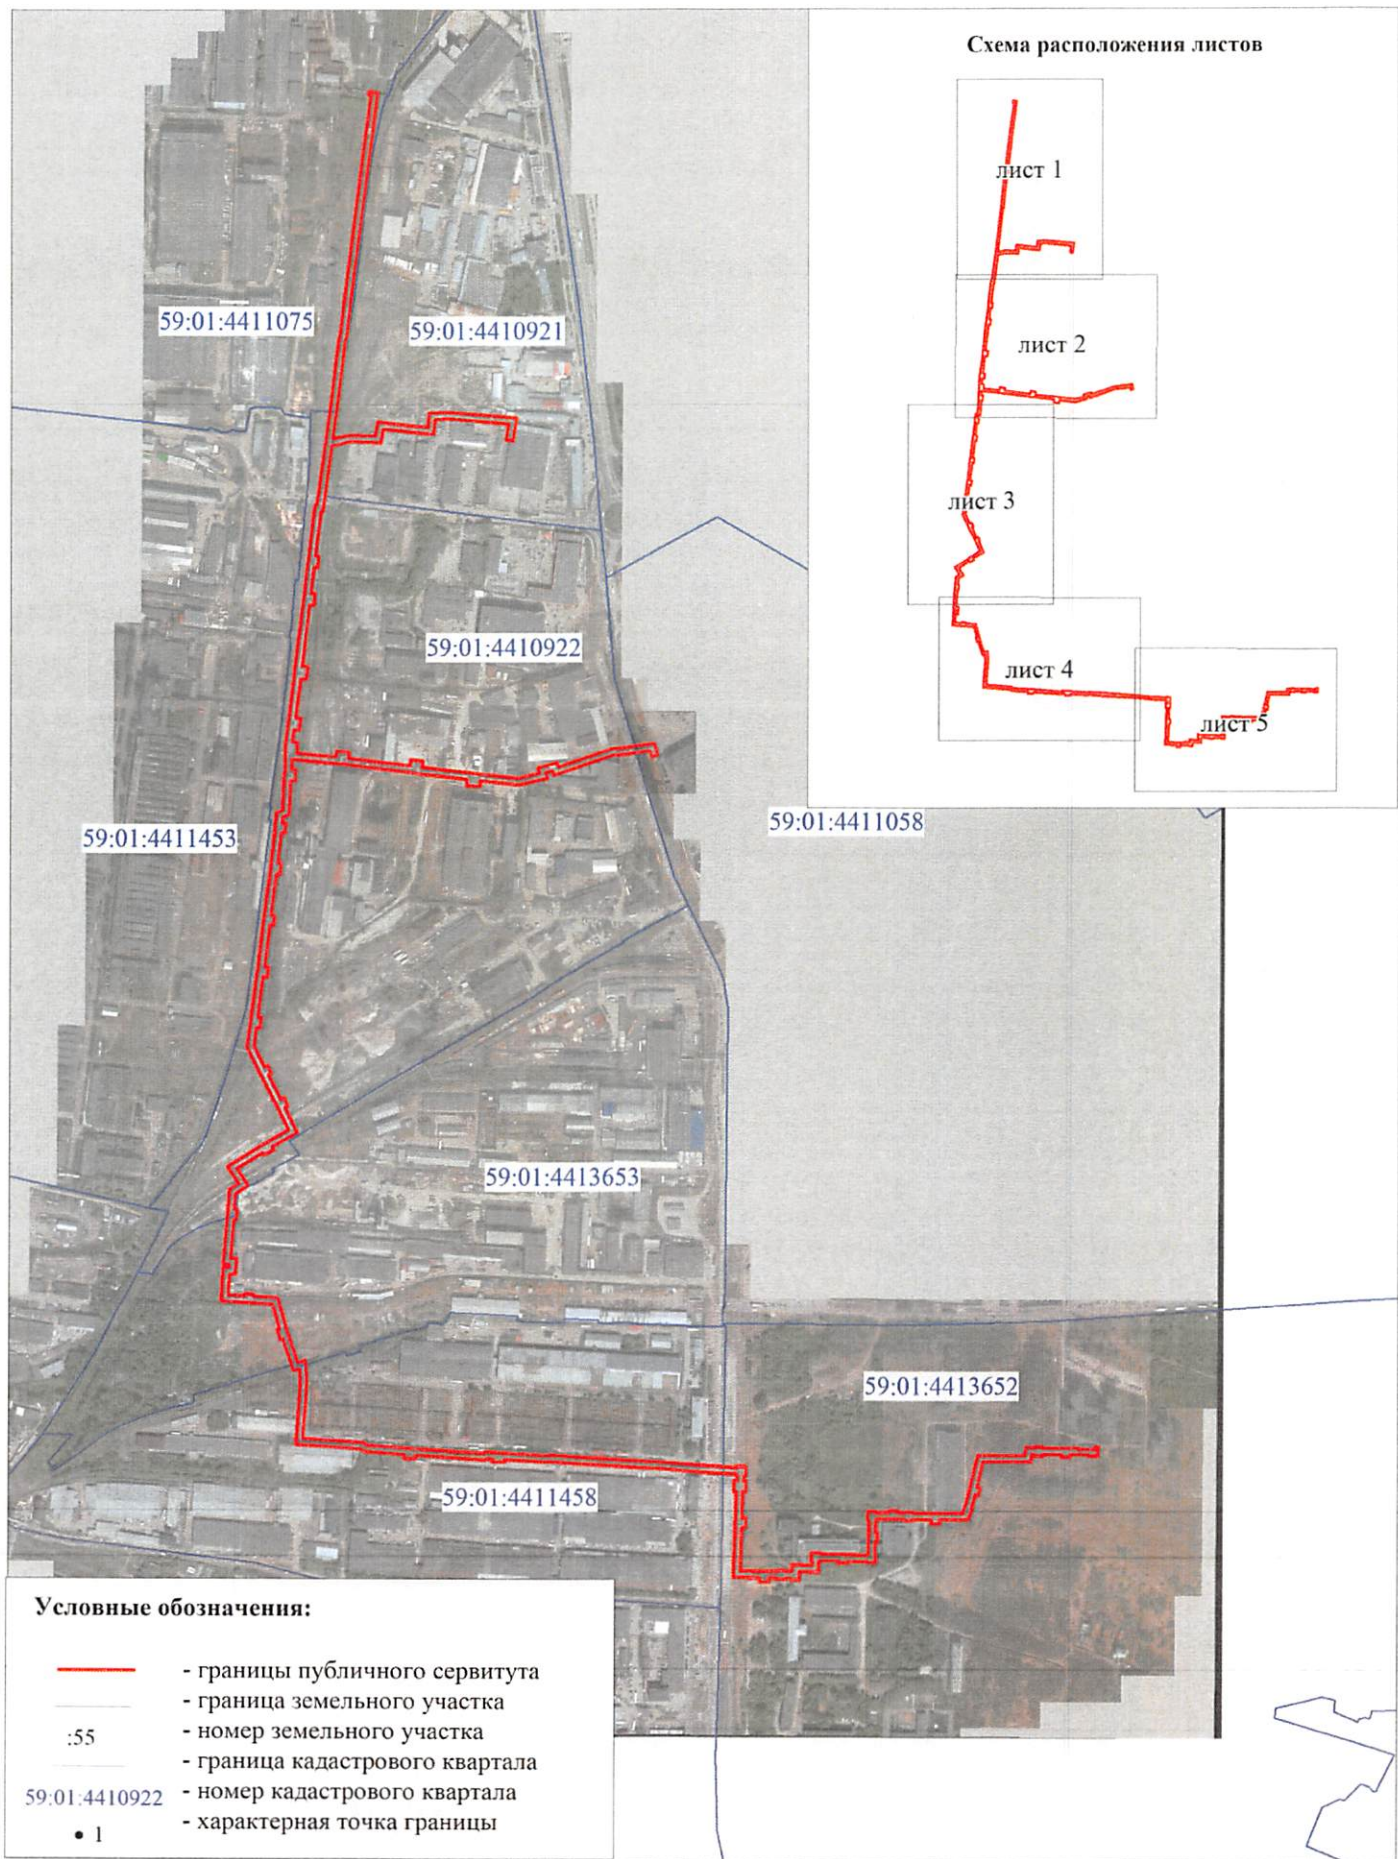 Схема расположения листов
лист 1
лист 2
лист 3
лист 4
лист 5
59:01:4411075
59:01:4410921
59:01:4410922
59:01:4411453
59:01:4411058
59:01:4413653
59:01:4413652
59:01:4411458
Условные обозначения:
- границы публичного сервитута
- граница земельного участка
:55 - номер земельного участка
- граница кадастрового квартала
59:01:4410922 - номер кадастрового квартала
• 1 - характерная точка границы